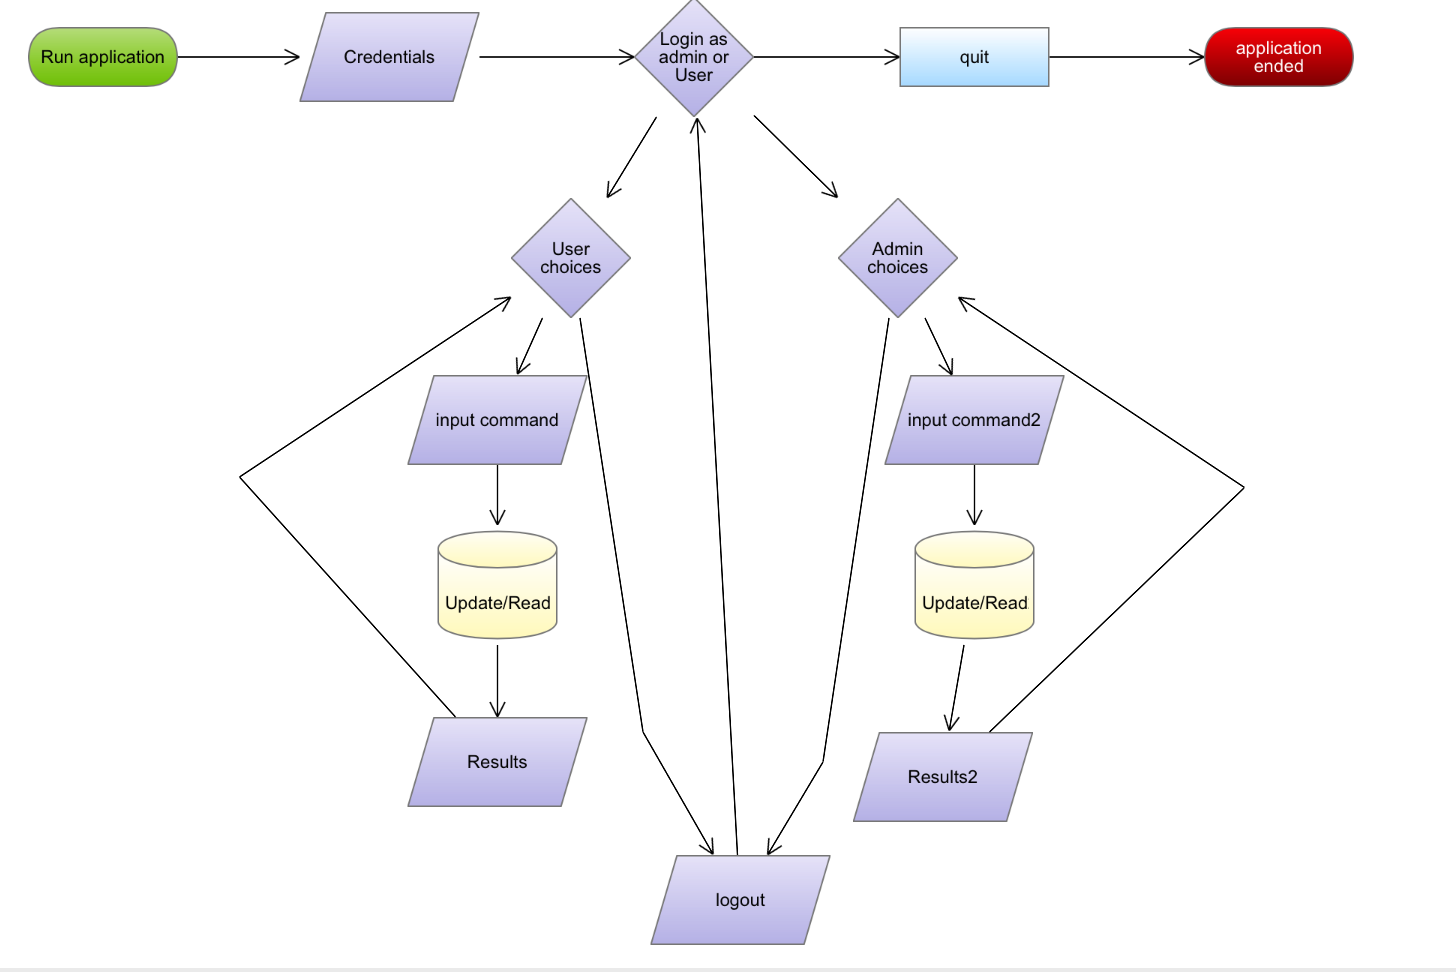 Run application
Credentials
Login as
admin or
User
quit
application
ended
User
choices
Admin
choices
input command
input command2
Update/Read
Update/Read
Results
Results2
logout